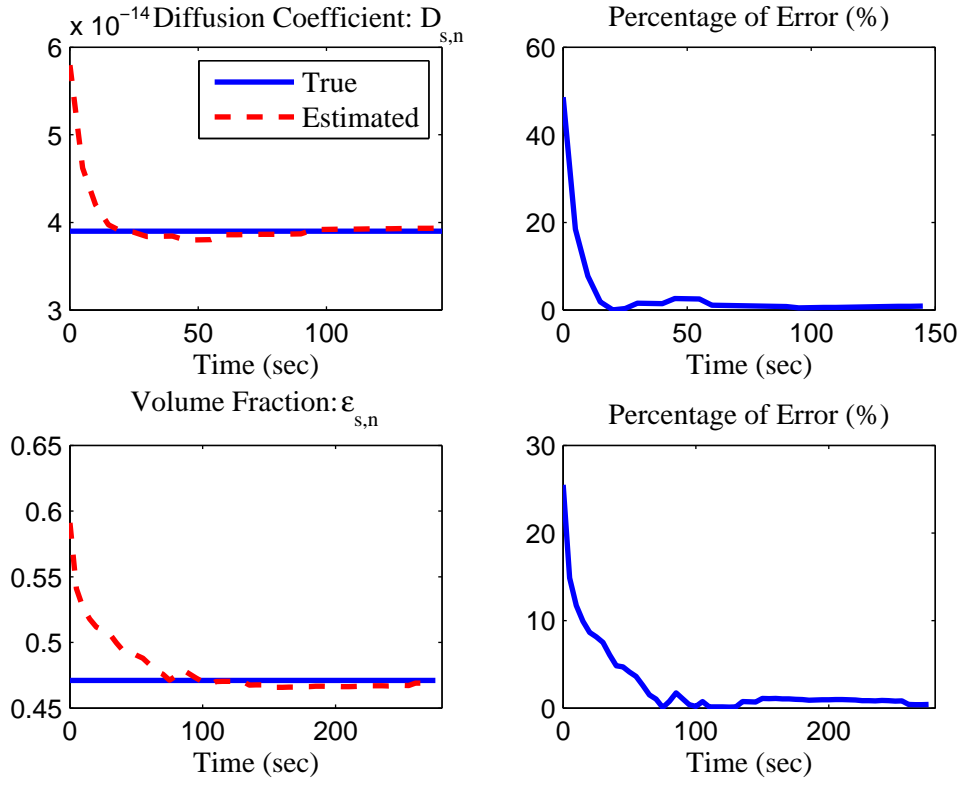 x 10⁻¹⁴ Diffusion Coefficient: D_s,n
6
5
4
3
0 50 100
Time (sec)
True
Estimated
Percentage of Error (%)
60
40
20
0
0 50 100 150
Time (sec)
Volume Fraction: ε_s,n
0.65
0.6
0.55
0.5
0.45
0 100 200
Time (sec)
Percentage of Error (%)
30
20
10
0
0 100 200
Time (sec)